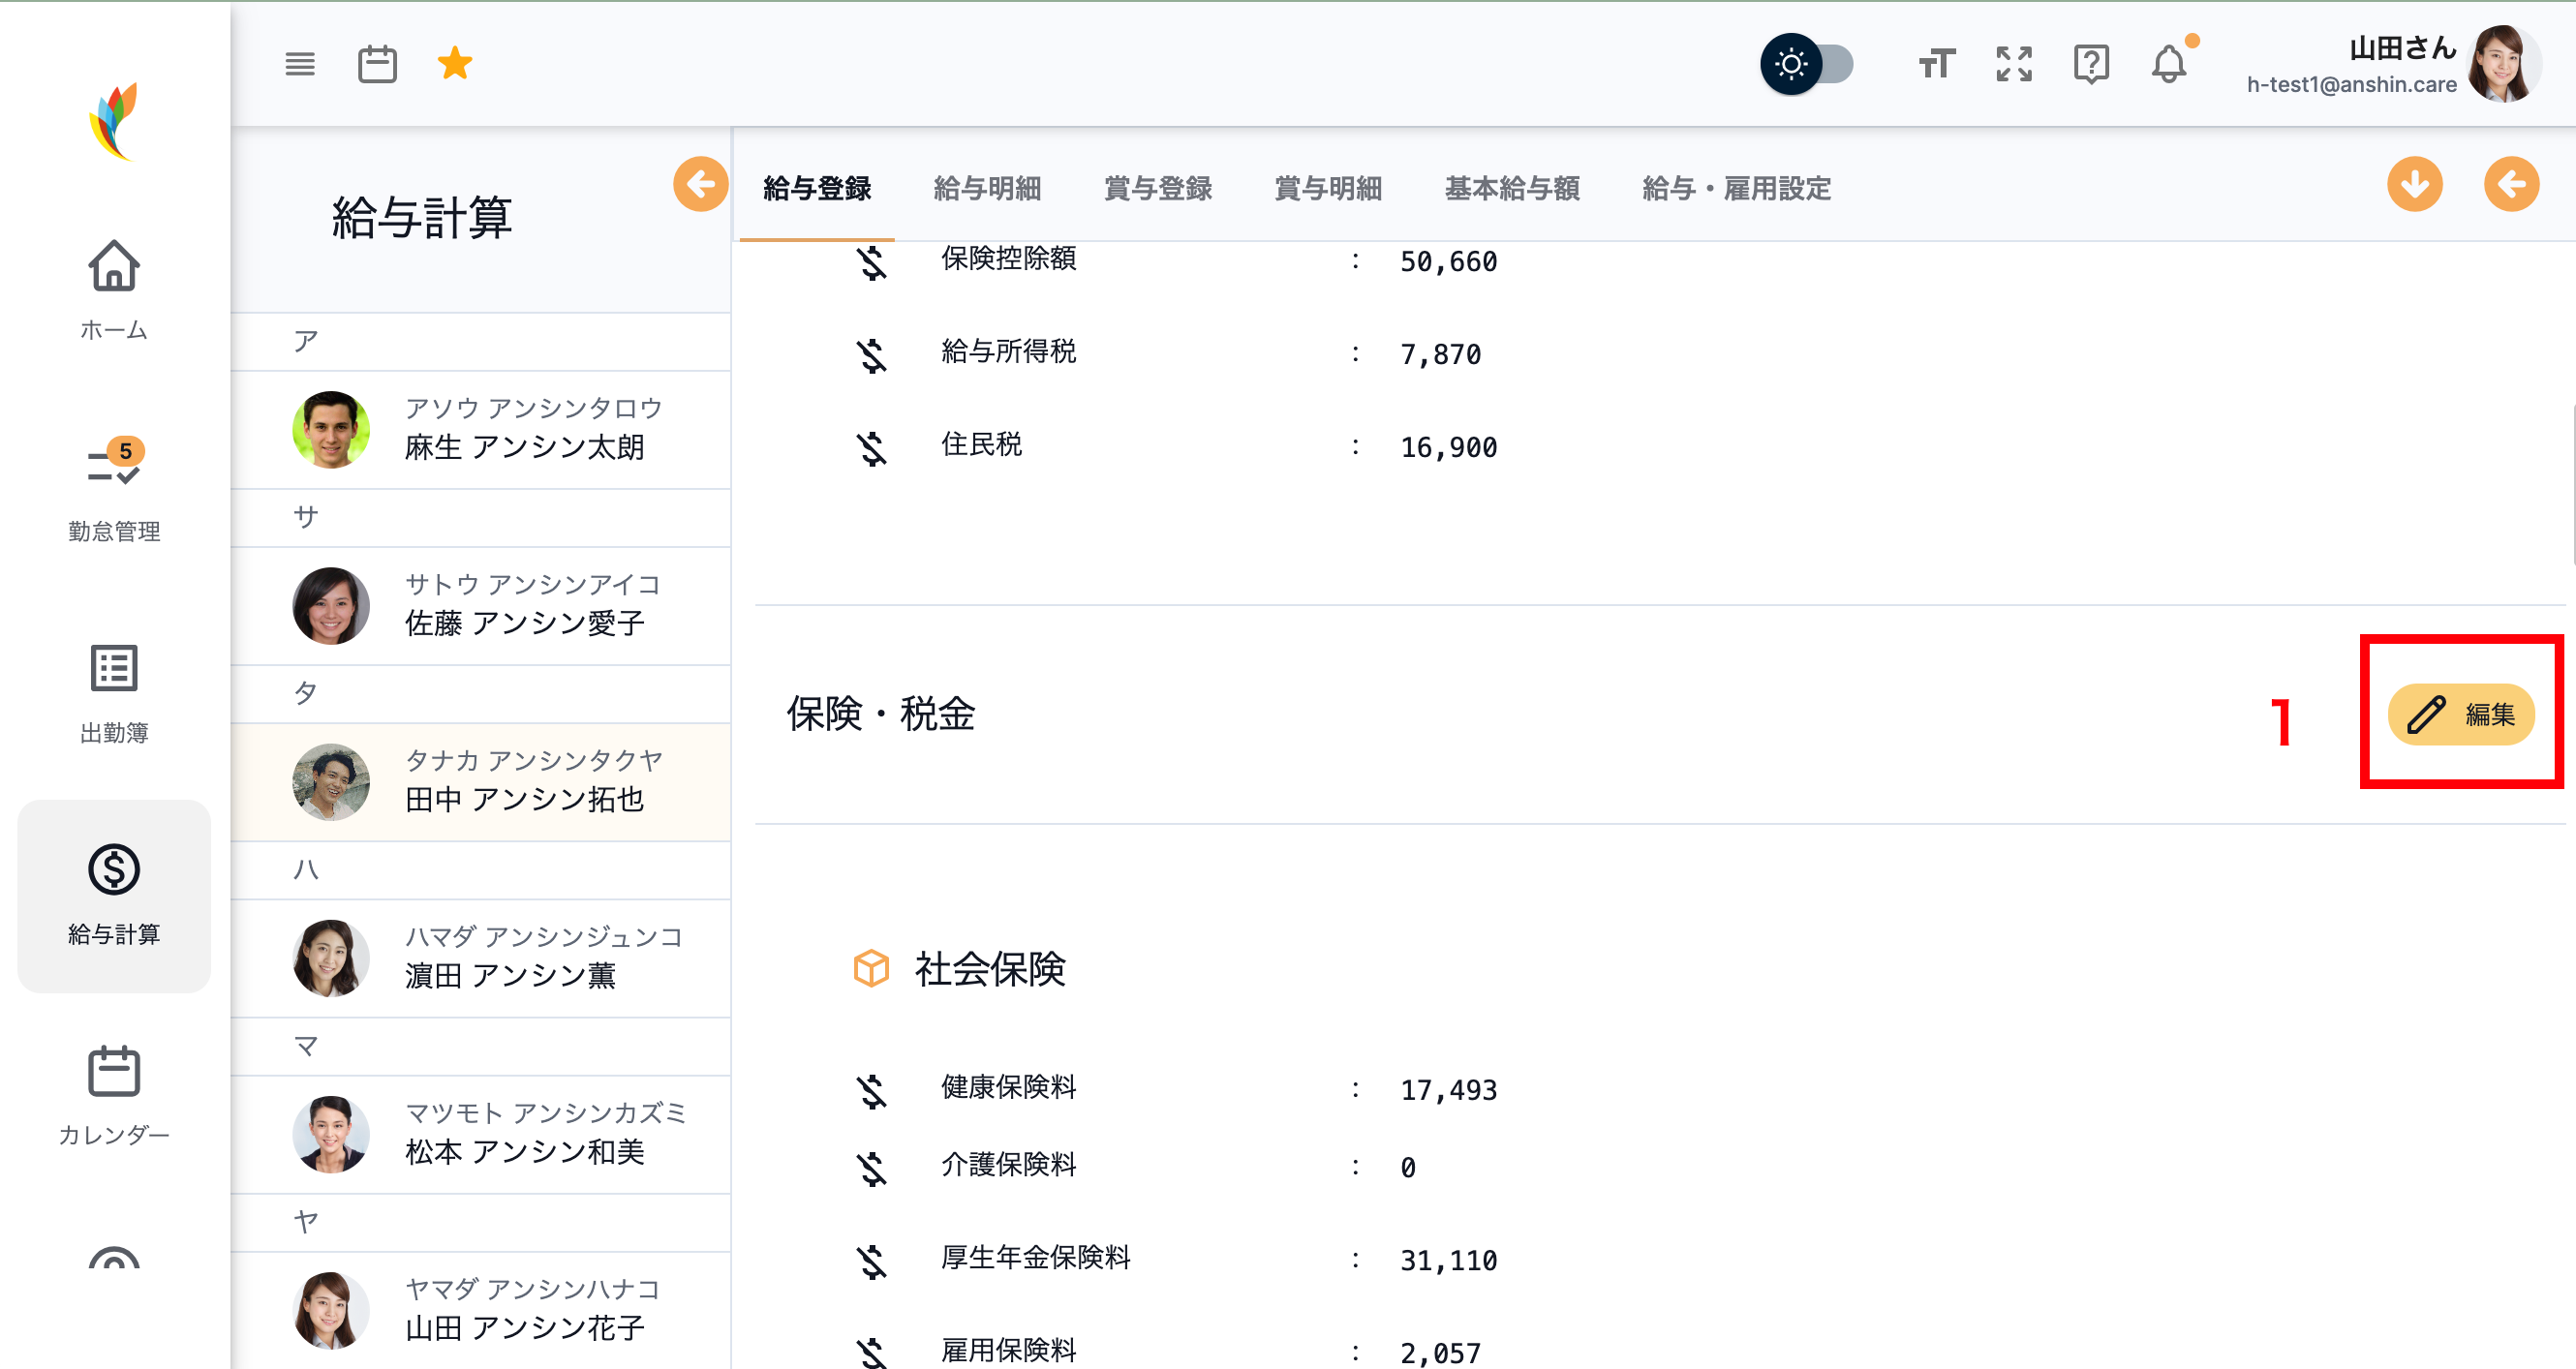 山田さん
h-test1@anshin.care
ホーム
5
勤怠管理
出勤簿
給与計算
カレンダー
給与計算
ア
アソウ アンシンタロウ
麻生 アンシン太朗
サ
サトウ アンシンアイコ
佐藤 アンシン愛子
タ
タナカ アンシンタクヤ
田中 アンシン拓也
ハ
ハマダ アンシンジュンコ
濵田 アンシン薫
マ
マツモト アンシンカズミ
松本 アンシン和美
ヤ
ヤマダ アンシンハナコ
山田 アンシン花子
給与登録 給与明細 賞与登録 賞与明細 基本給与額 給与・雇用設定
保険控除額 : 50,660
給与所得税 : 7,870
住民税 : 16,900
保険・税金 1 編集
社会保険
健康保険料 : 17,493
介護保険料 : 0
厚生年金保険料 : 31,110
雇用保険料 : 2,057